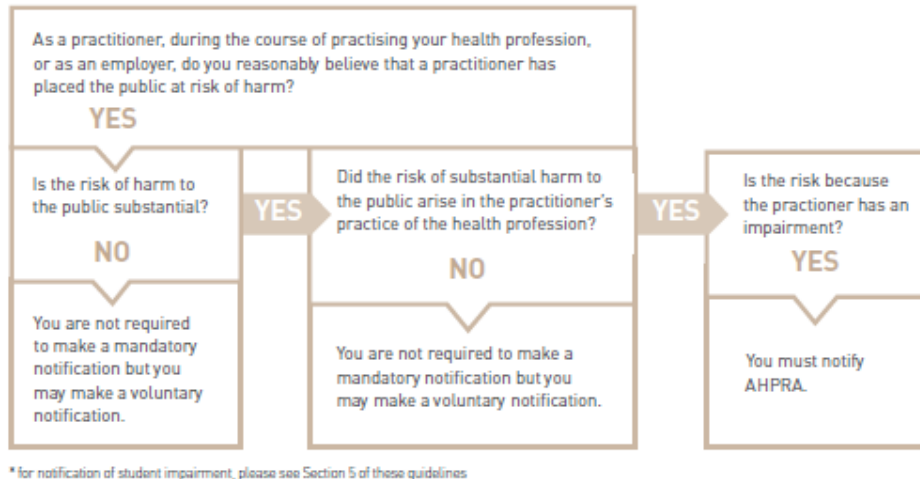 As a practitioner, during the course of practising your health profession,
or as an employer, do you reasonably believe that a practitioner has
placed the public at risk of harm?
YES
Is the risk of harm to
the public substantial?
NO
You are not required
to make a mandatory
notification but you
may make a voluntary
notification.
YES
Did the risk of substantial harm to
the public arise in the practitioner's
practice of the health profession?
NO
You are not required to make a
mandatory notification but you
may make a voluntary notification.
YES
Is the risk because
the practioner has an
impairment?
YES
You must notify
AHPRA.
* for notification of student impairment, please see Section 5 of these guidelines